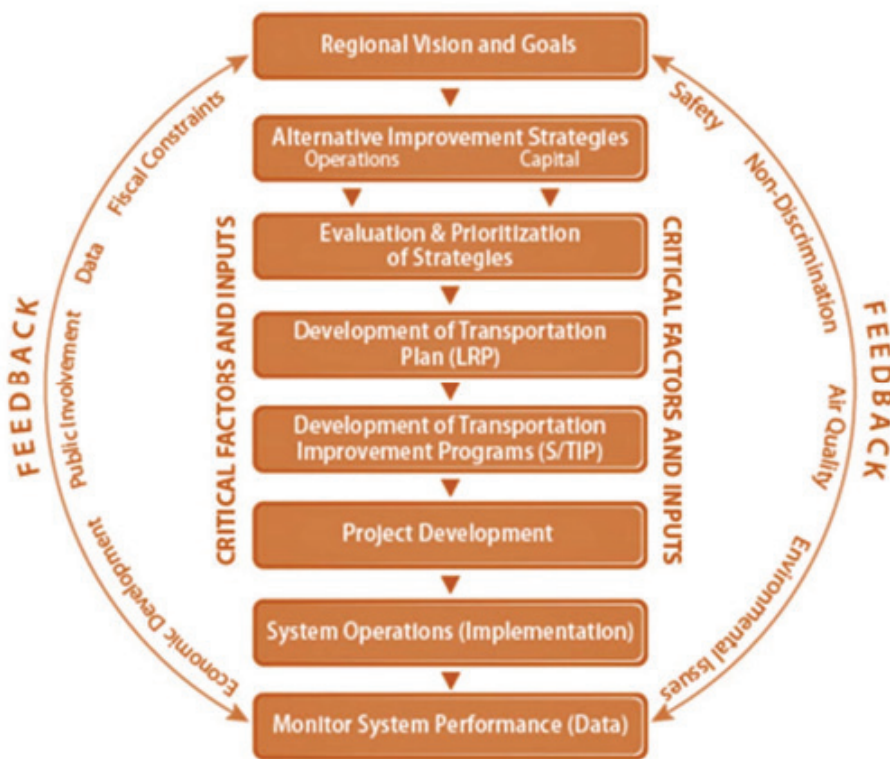 Regional Vision and Goals
Alternative Improvement Strategies
Operations
Capital
Evaluation & Prioritization
of Strategies
Development of Transportation
Plan (LRP)
Development of Transportation
Improvement Programs (S/TIP)
Project Development
System Operations (Implementation)
Monitor System Performance (Data)
FEEDBACK
Fiscal Constraints
Data
Public Involvement
Economic Development
CRITICAL FACTORS AND INPUTS
CRITICAL FACTORS AND INPUTS
Safety
Non-Discrimination
Air Quality
Environmental Issues
FEEDBACK